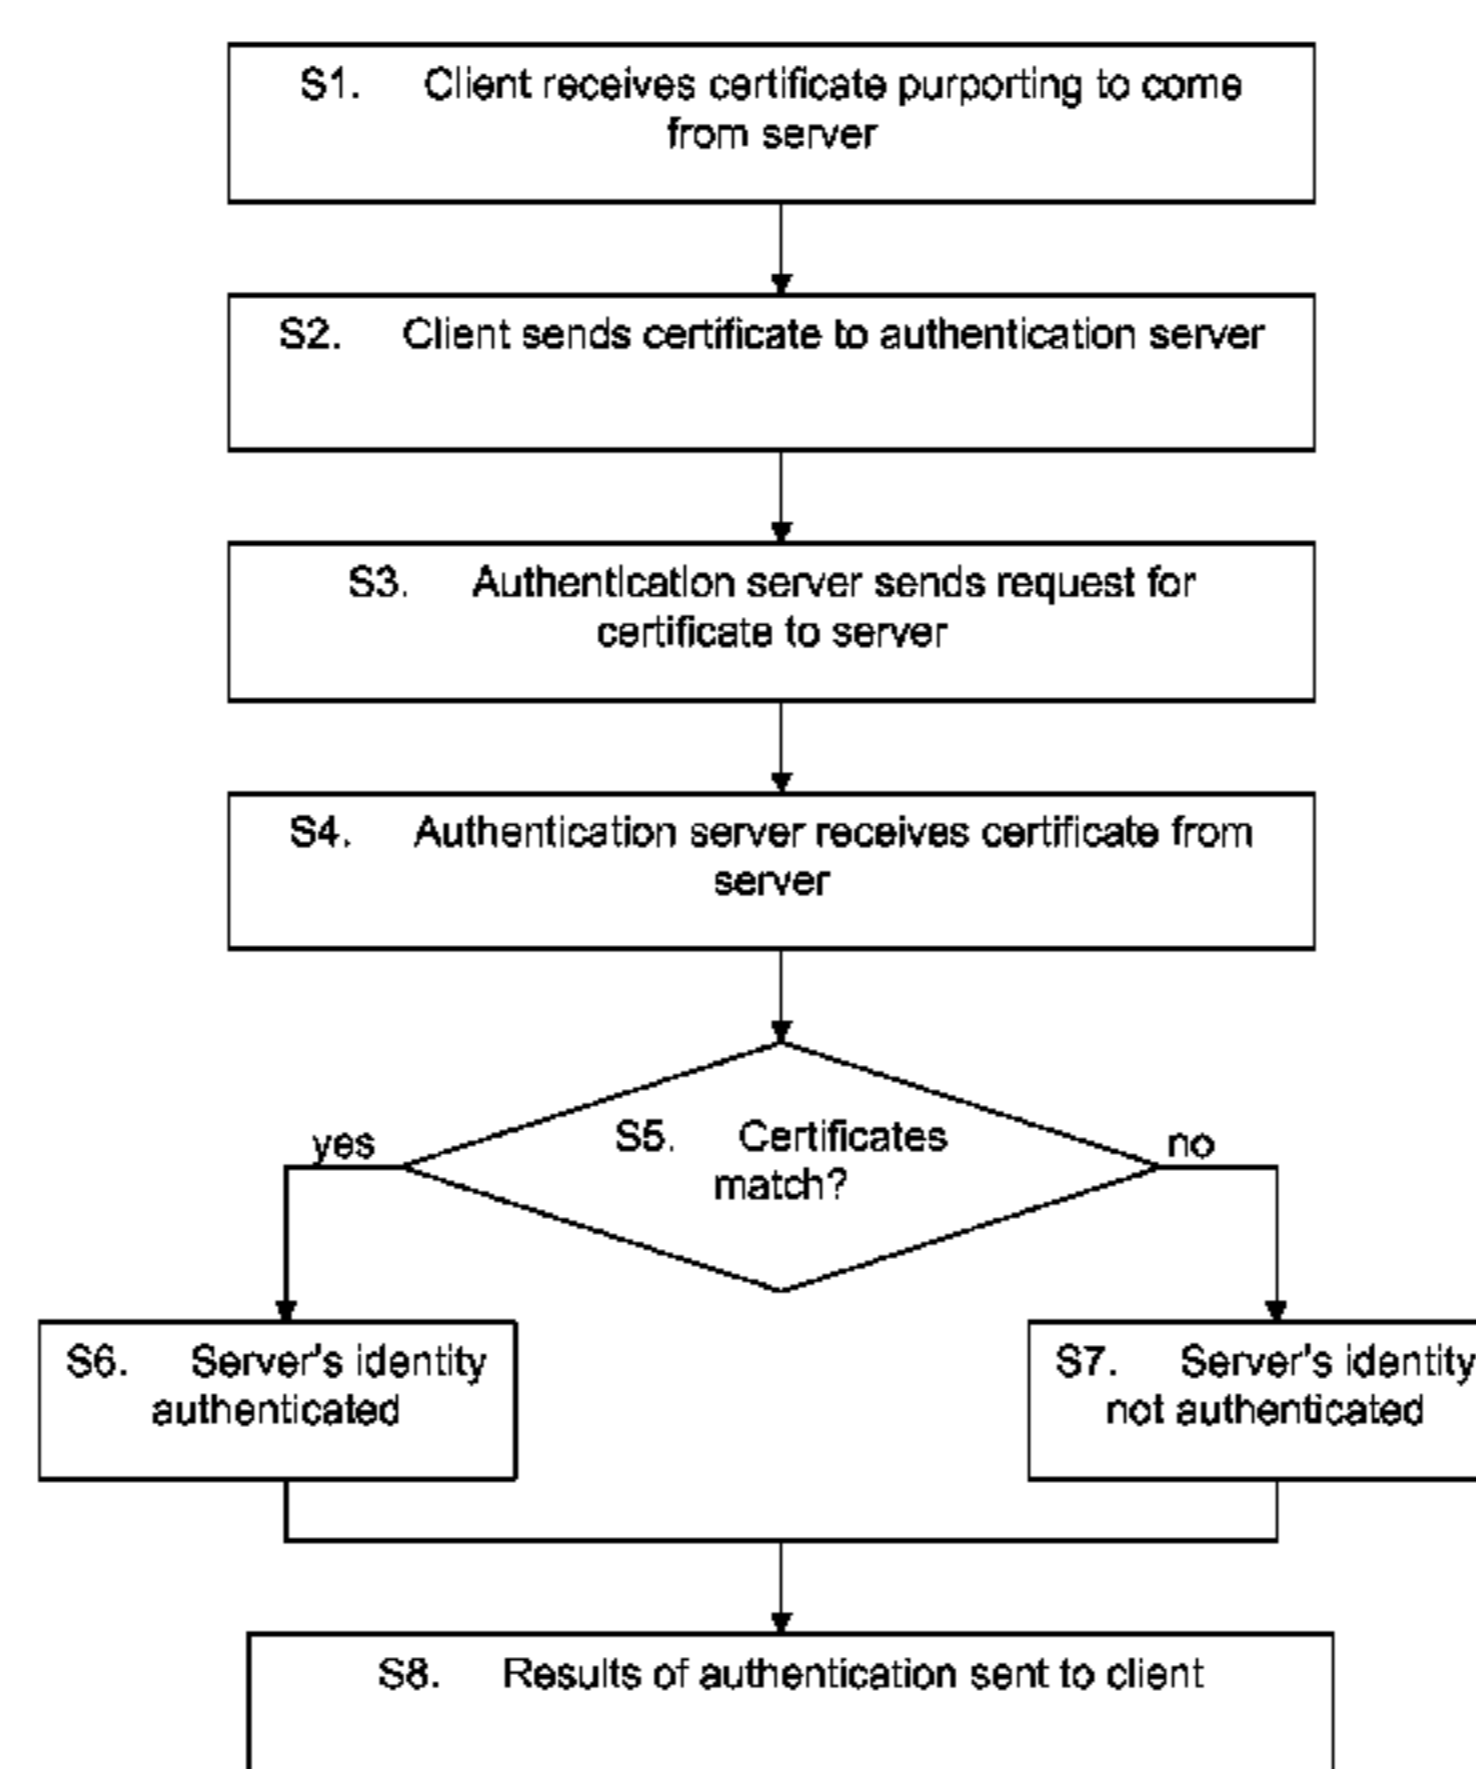 S1. Client receives certificate purporting to come
from server
S2. Client sends certificate to authentication server
S3. Authentication server sends request for
certificate to server
S4. Authentication server receives certificate from
server
S5. Certificates
match?
yes
no
S6. Server's identity
authenticated
S7. Server's identity
not authenticated
S8. Results of authentication sent to client